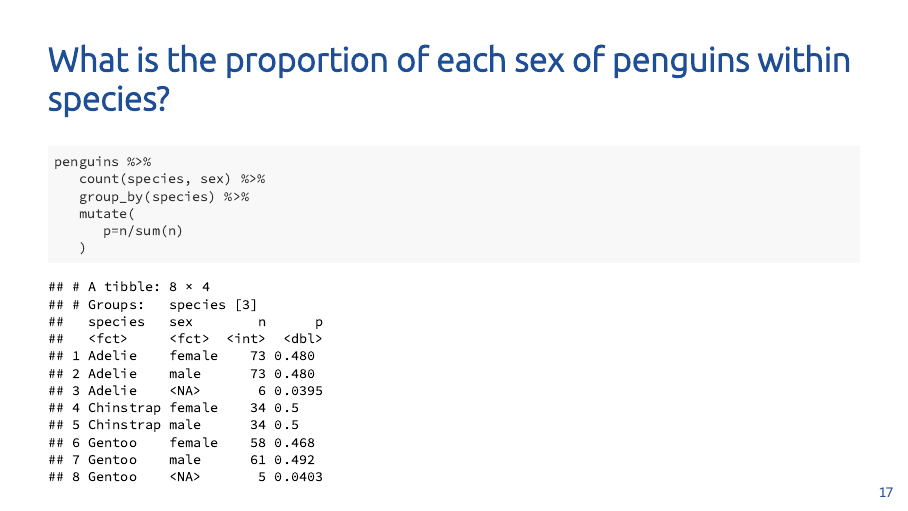 What is the proportion of each sex of penguins within
species?
penguins %>%
   count(species, sex) %>%
   group_by(species) %>%
   mutate(
      p=n/sum(n)
   )
## # A tibble: 8 × 4
## # Groups:   species [3]
##   species   sex        n      p
##   <fct>     <fct>  <int>  <dbl>
## 1 Adelie    female    73 0.480
## 2 Adelie    male      73 0.480
## 3 Adelie    <NA>       6 0.0395
## 4 Chinstrap female    34 0.5
## 5 Chinstrap male      34 0.5
## 6 Gentoo    female    58 0.468
## 7 Gentoo    male      61 0.492
## 8 Gentoo    <NA>       5 0.0403
17